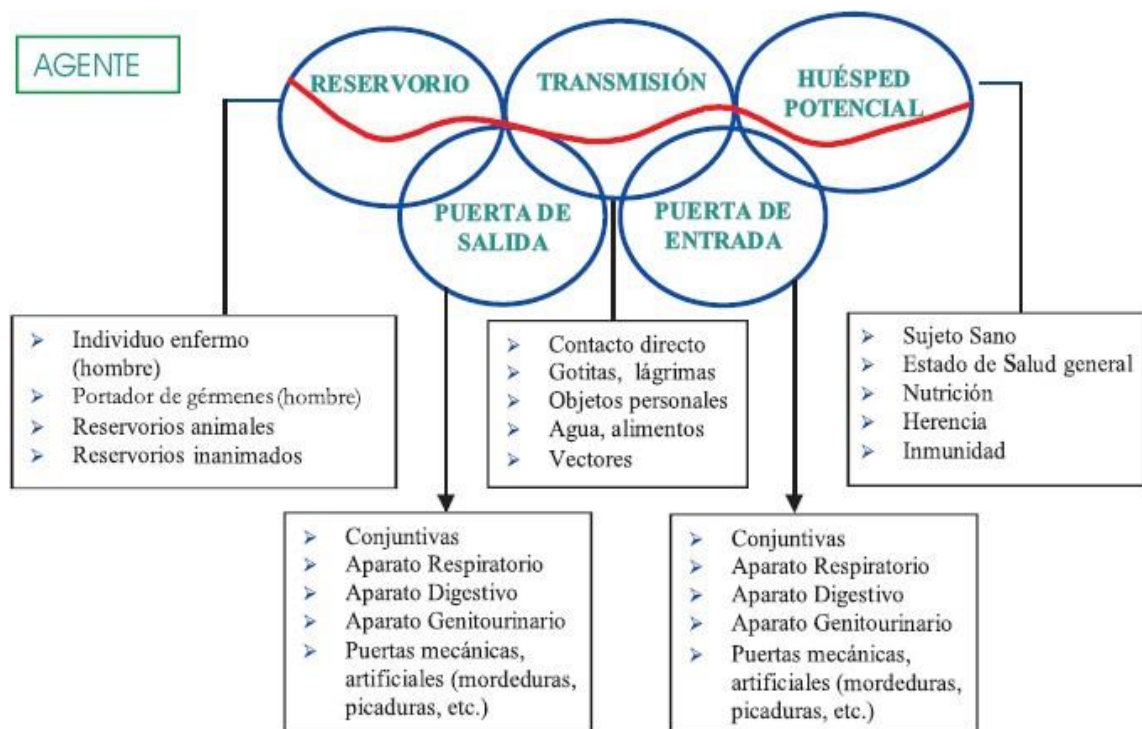 AGENTE
RESERVORIO
TRANSMISIÓN
HUÉSPED
POTENCIAL
PUERTA DE
SALIDA
PUERTA DE
ENTRADA
Individuo enfermo
(hombre)
Portador de gérmenes (hombre)
Reservorios animales
Reservorios inanimados
Contacto directo
Gotitas, lágrimas
Objetos personales
Agua, alimentos
Vectores
Sujeto Sano
Estado de Salud general
Nutrición
Herencia
Inmunidad
Conjuntivas
Aparato Respiratorio
Aparato Digestivo
Aparato Genitourinario
Puertas mecánicas,
artificiales (mordeduras,
picaduras, etc.)
Conjuntivas
Aparato Respiratorio
Aparato Digestivo
Aparato Genitourinario
Puertas mecánicas,
artificiales (mordeduras,
picaduras, etc.)